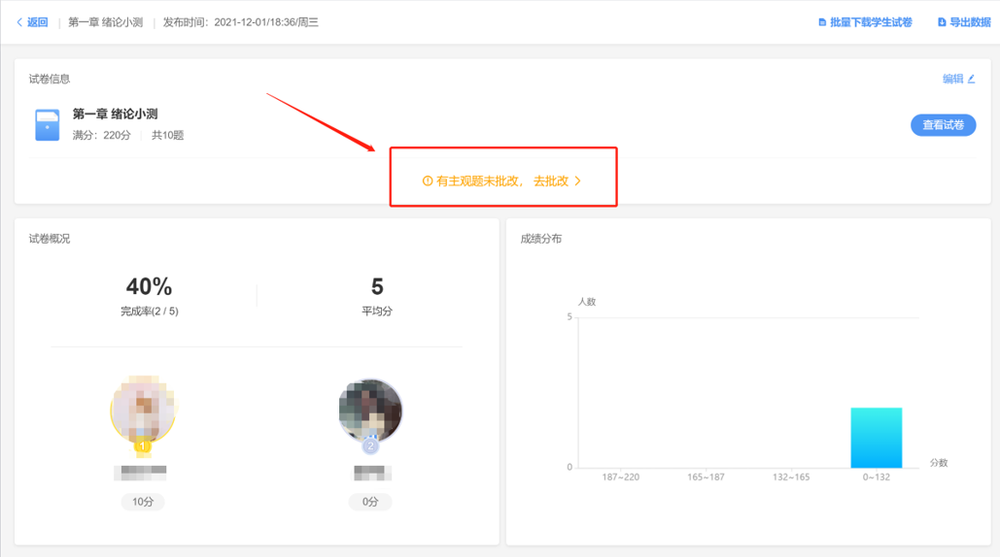 返回 | 第一章 绪论小测 | 发布时间：2021-12-01/18:36/周三
批量下载学生试卷 导出数据
试卷信息
编辑
第一章 绪论小测
满分：220分 共10题
查看试卷
有主观题未批改， 去批改
试卷概况
40%
完成率(2 / 5)
5
平均分
1
10分
2
0分
成绩分布
人数
5
0
187~220 165~187 132~165 0~132
分数